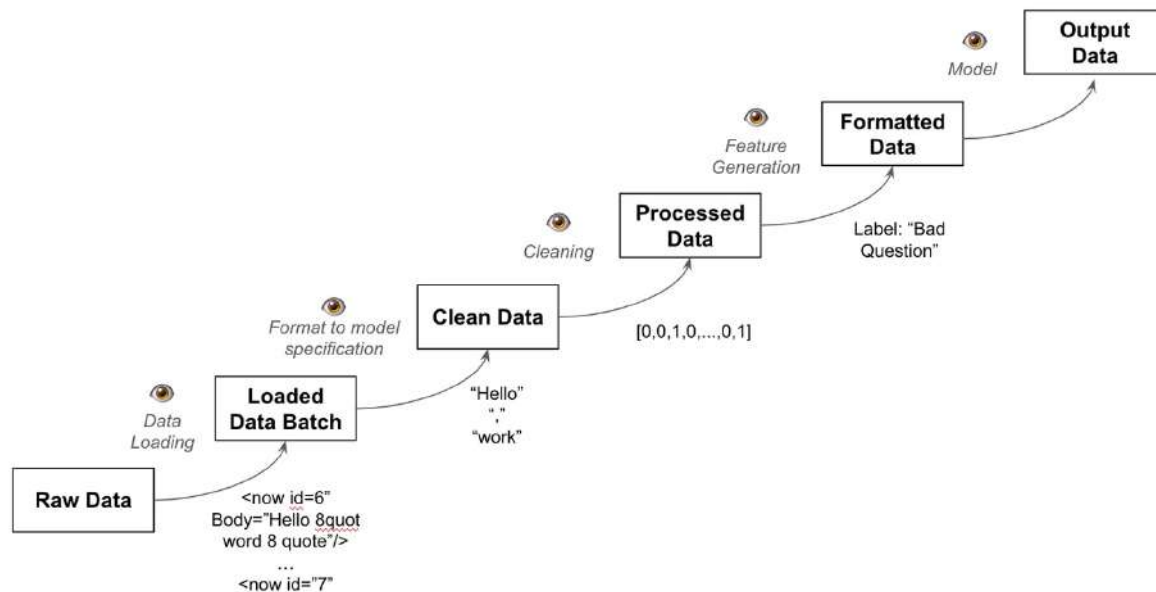 Output
Data
Model
Formatted
Data
Feature
Generation
Processed
Data
Label: “Bad
Question”
Cleaning
Clean Data
[0,0,1,0,...,0,1]
Format to model
specification
Loaded
Data Batch
“Hello”
“,”
“work”
Data
Loading
Raw Data
<now id=6”
Body=”Hello 8quot
word 8 quote”/>
...
<now id=”7”